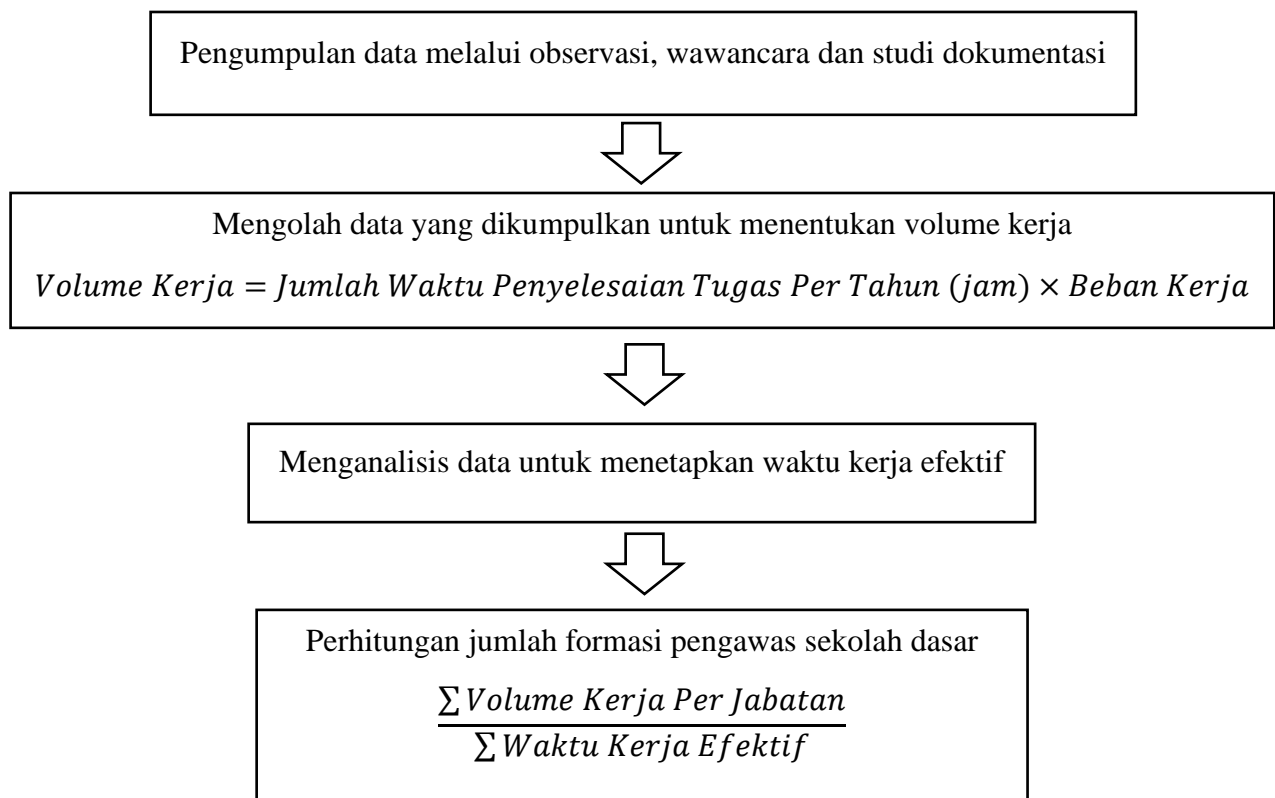 Pengumpulan data melalui observasi, wawancara dan studi dokumentasi
Mengolah data yang dikumpulkan untuk menentukan volume kerja
Volume Kerja = Jumlah Waktu Penyelesaian Tugas Per Tahun (jam) × Beban Kerja
Menganalisis data untuk menetapkan waktu kerja efektif
Perhitungan jumlah formasi pengawas sekolah dasar
∑ Volume Kerja Per Jabatan
∑ Waktu Kerja Efektif